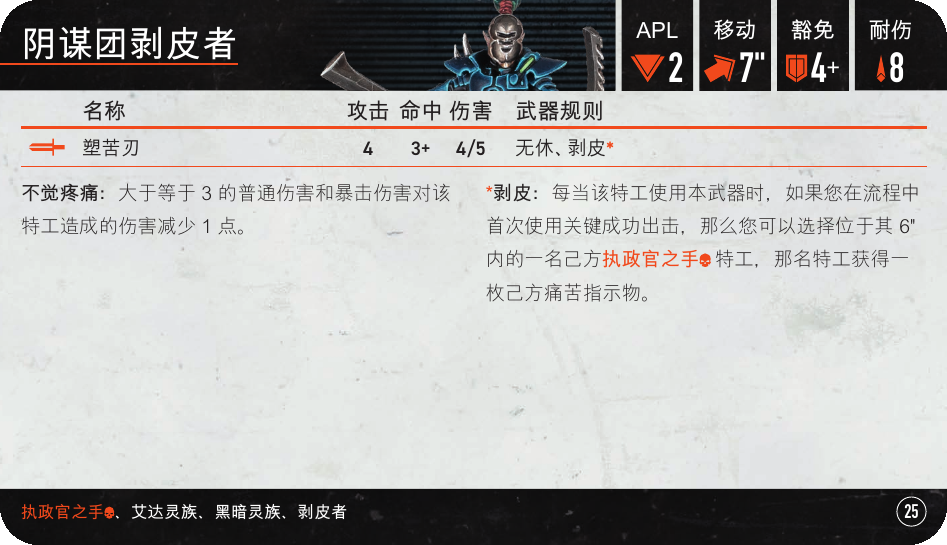 阴谋团剥皮者
APL 移动 豁免 耐伤
2 7" 4+ 8
名称 攻击 命中 伤害 武器规则
塑苦刃 4 3+ 4/5 无休、剥皮*
不觉疼痛：大于等于 3 的普通伤害和暴击伤害对该
特工造成的伤害减少 1 点。
*剥皮：每当该特工使用本武器时，如果您在流程中
首次使用关键成功出击，那么您可以选择位于其 6"
内的一名己方执政官之手特工，那名特工获得一
枚己方痛苦指示物。
执政官之手、艾达灵族、黑暗灵族、剥皮者
25